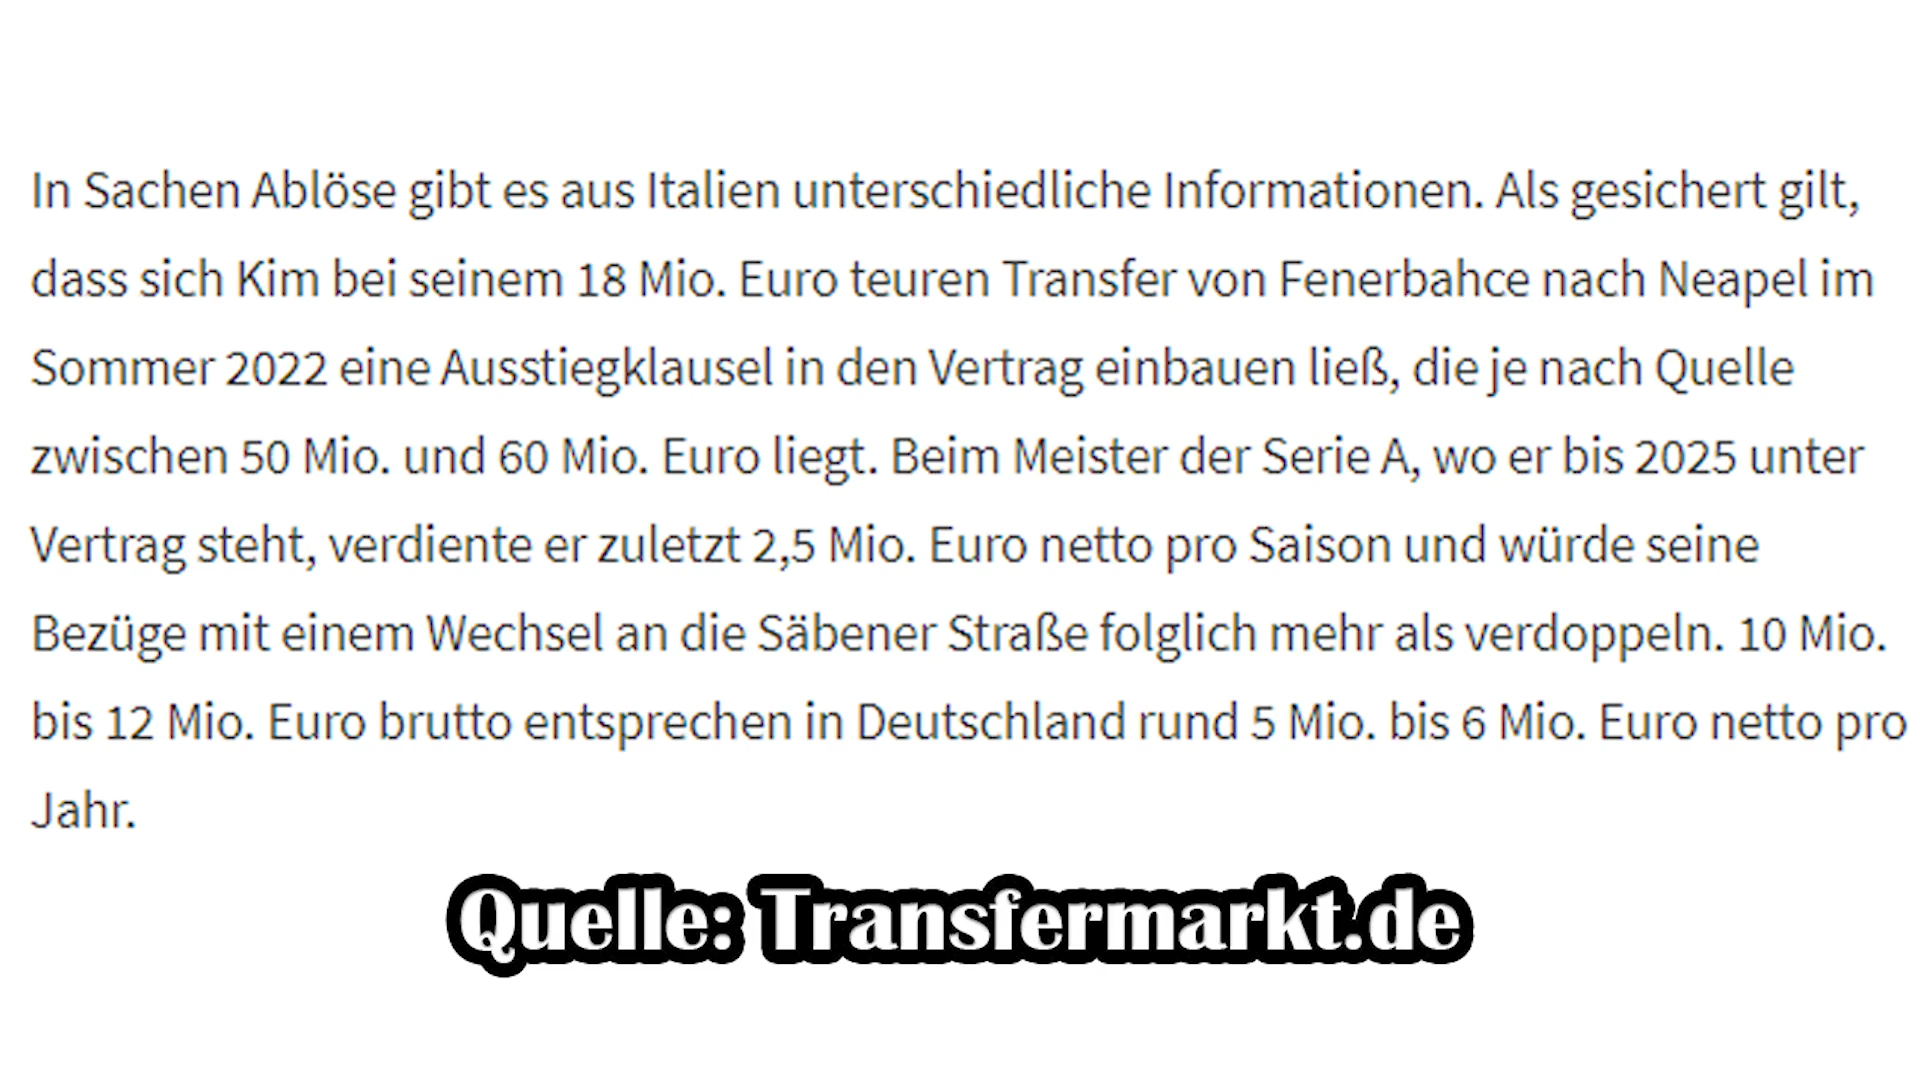 In Sachen Ablöse gibt es aus Italien unterschiedliche Informationen. Als gesichert gilt,
dass sich Kim bei seinem 18 Mio. Euro teuren Transfer von Fenerbahce nach Neapel im
Sommer 2022 eine Ausstiegklausel in den Vertrag einbauen ließ, die je nach Quelle
zwischen 50 Mio. und 60 Mio. Euro liegt. Beim Meister der Serie A, wo er bis 2025 unter
Vertrag steht, verdiente er zuletzt 2,5 Mio. Euro netto pro Saison und würde seine
Bezüge mit einem Wechsel an die Säbener Straße folglich mehr als verdoppeln. 10 Mio.
bis 12 Mio. Euro brutto entsprechen in Deutschland rund 5 Mio. bis 6 Mio. Euro netto pro
Jahr.
Quelle: Transfermarkt.de